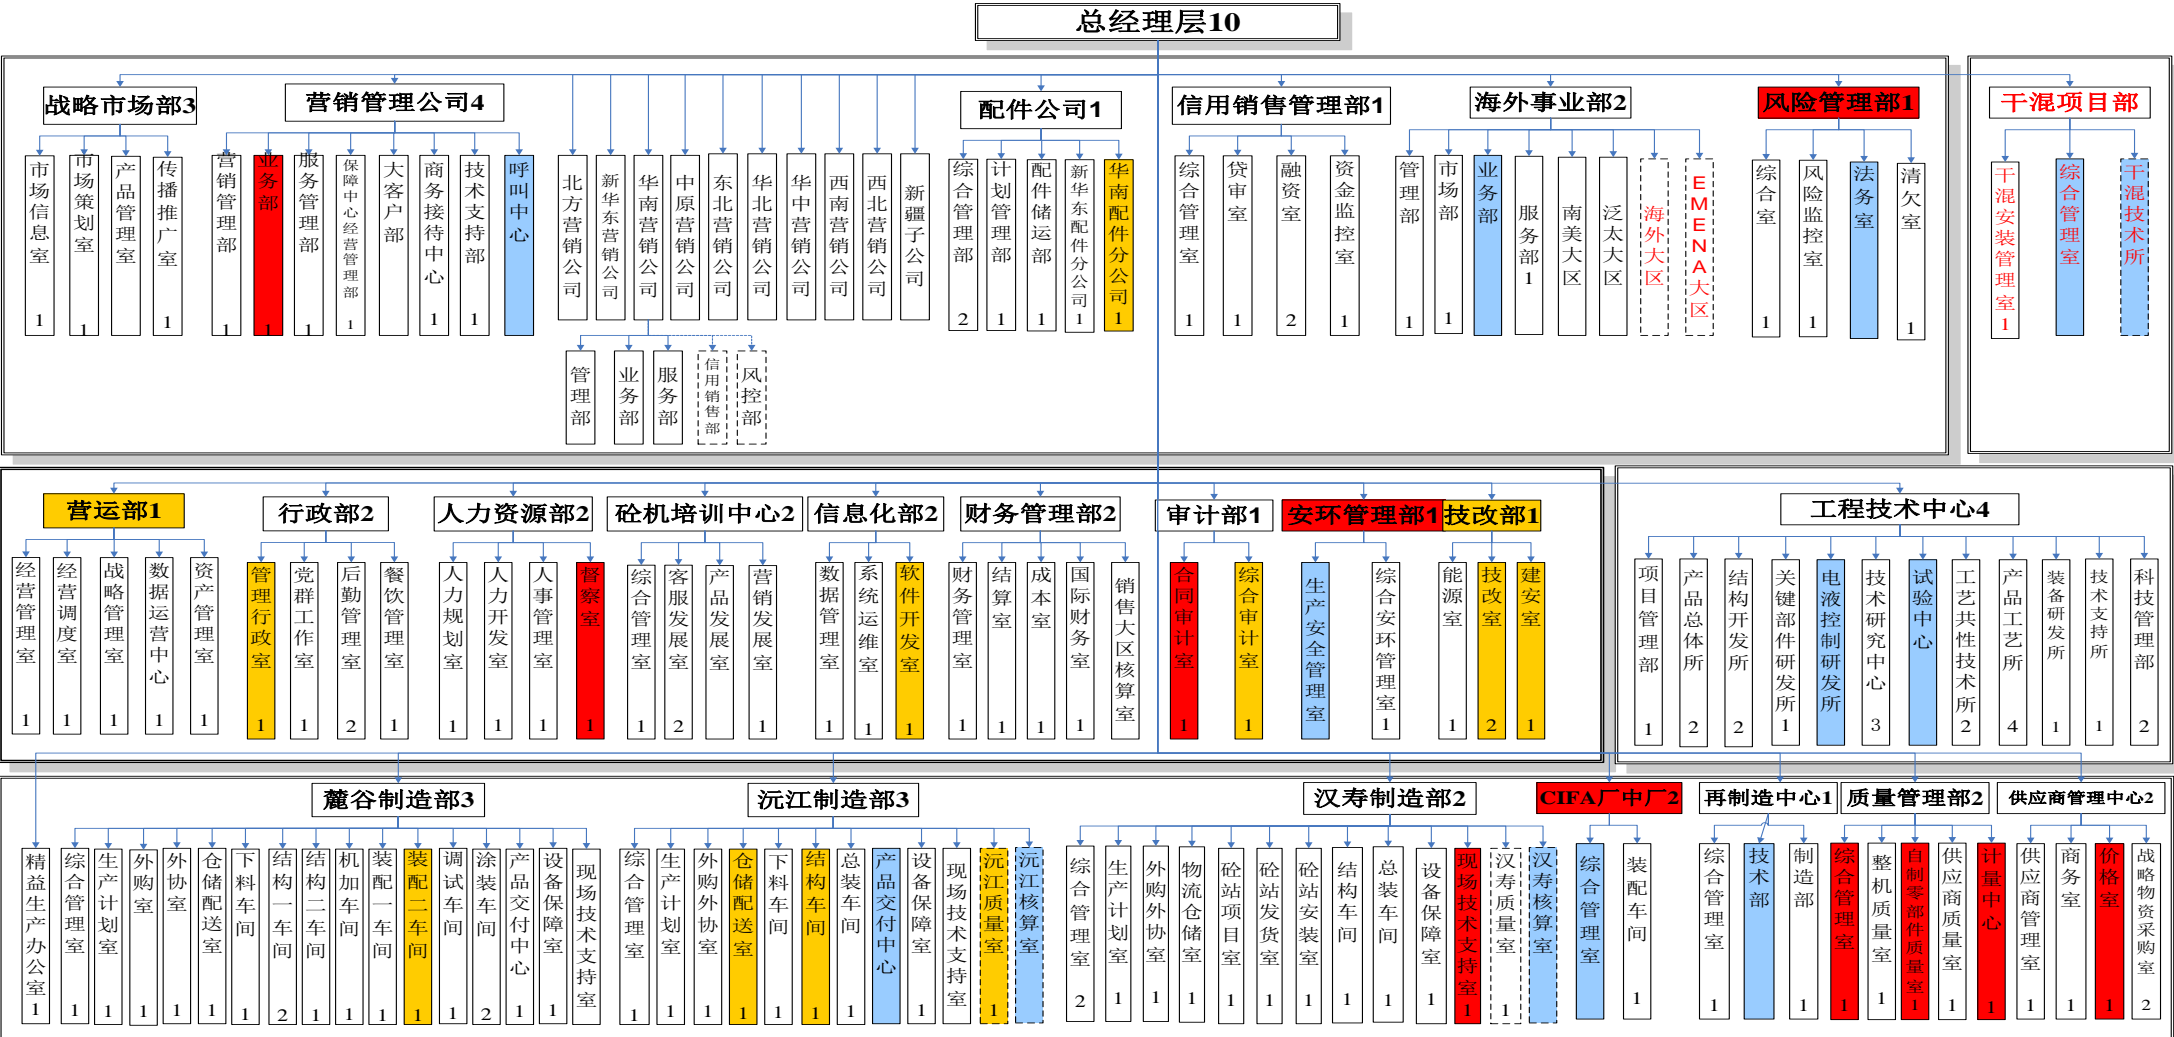 总经理层10
战略市场部3
营销管理公司4
配件公司1
信用销售管理部1
海外事业部2
风险管理部1
干混项目部
市场信息室 1
市场策划室 1
产品管理室
传播推广室 1
营销管理部 1
业务部 1
服务管理部 1
保障中心经营管理部 1
大客户部
商务接待中心 1
技术支持部 1
呼叫中心
北方营销公司
新华东营销公司
华南营销公司
中原营销公司
东北营销公司
华北营销公司
华中营销公司
西南营销公司
西北营销公司
新疆子公司
综合管理部 2
计划管理部 1
配件储运部 1
新华东配件分公司 1
华南配件分公司 1
综合管理室 1
贷审室 1
融资室 2
资金监控室 1
管理部 1
市场部 1
业务部
服务部1
南美大区
泛太大区
海外大区
EMENA大区
综合室 1
风险监控室 1
法务室
清欠室 1
干混安装管理室1
综合管理室
干混技术所
管理部
业务部
服务部
信用销售部
风控部
营运部1
行政部2
人力资源部2
砼机培训中心2
信息化部2
财务管理部2
审计部1
安环管理部1
技改部1
工程技术中心4
经营管理室 1
经营调度室 1
战略管理室 1
数据运营中心 1
资产管理室 1
管理行政室 1
党群工作室 1
后勤管理室 2
餐饮管理室 1
人力规划室 1
人力开发室 1
人事管理室 1
督察室 1
综合管理室 1
客服发展室 2
产品发展室
营销发展室 1
数据管理室 1
系统运维室 1
软件开发室 1
财务管理室 1
结算室 1
成本室 1
国际财务室 1
销售大区核算室
合同审计室 1
综合审计室 1
生产安全管理室
综合安环管理室 1
能源室 1
技改室 2
建安室 1
项目管理部 1
产品总体所 2
结构开发所 2
关键部件研发所 1
电液控制研发所
技术研究中心 3
试验中心
工艺共性技术所 2
产品工艺所 4
装备研发所 1
技术支持所 1
科技管理部 2
麓谷制造部3
沅江制造部3
汉寿制造部2
CIFA厂中厂2
再制造中心1
质量管理部2
供应商管理中心2
精益生产办公室1
综合管理室 1
生产计划室 1
外购室 1
外协室 1
仓储配送室 1
下料车间 1
结构一车间 2
结构二车间 1
机加车间 1
装配一车间 1
装配二车间 1
调试车间 1
涂装车间 2
产品交付中心 1
设备保障室 1
现场技术支持室
综合管理室 1
生产计划室 1
外购外协室 1
仓储配送室 1
下料车间 1
结构车间 1
总装车间 1
产品交付中心
设备保障室 1
现场技术支持室
沅江质量室 1
沅江核算室
综合管理室 2
生产计划室 1
外购外协室 1
物流仓储室 1
砼站项目室 1
砼站发货室 1
砼站安装室 1
结构车间 1
总装车间 1
设备保障室 1
现场技术支持室1
汉寿质量室 1
汉寿核算室
综合管理室
装配车间 1
综合管理室 1
技术部
制造部 1
综合管理室 1
整机质量室 1
自制零部件质量室 1
供应商质量室 1
计量中心 1
供应商管理室 1
商务室 1
价格室 1
战略物资采购室 2